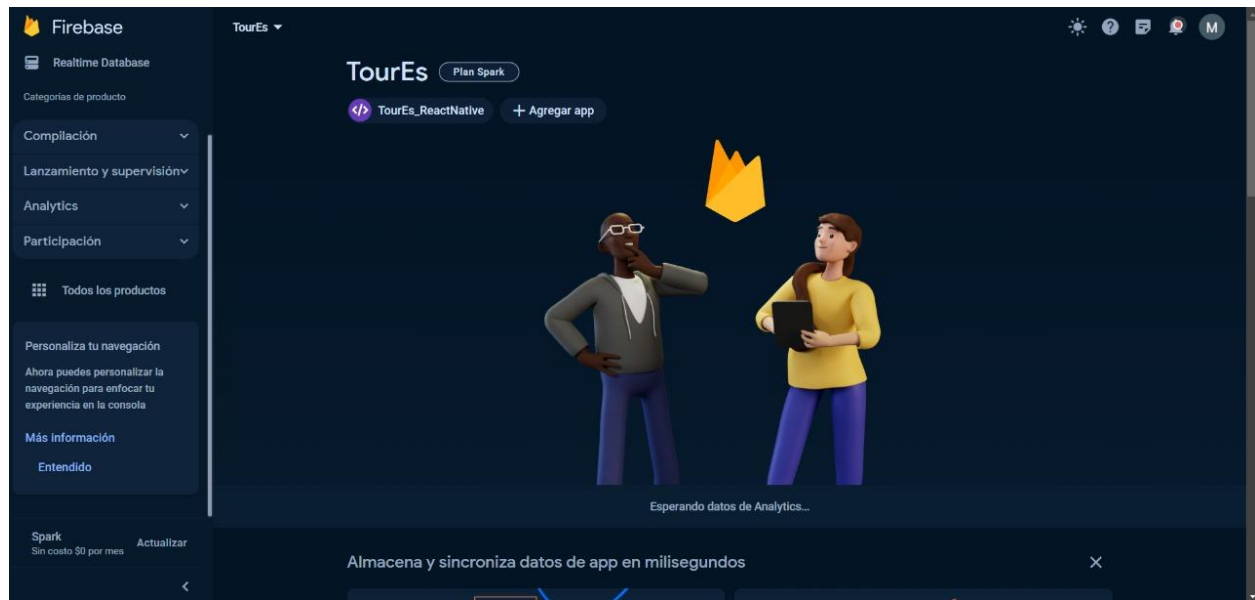 Firebase
Realtime Database
Categorías de producto
Compilación
Lanzamiento y supervisión
Analytics
Participación
Todos los productos
Personaliza tu navegación
Ahora puedes personalizar la
navegación para enfocar tu
experiencia en la consola
Más información
Entendido
Spark
Sin costo $0 por mes
Actualizar
TourEs
M
TourEs Plan Spark
TourEs_ReactNative + Agregar app
Esperando datos de Analytics...
Almacena y sincroniza datos de app en milisegundos